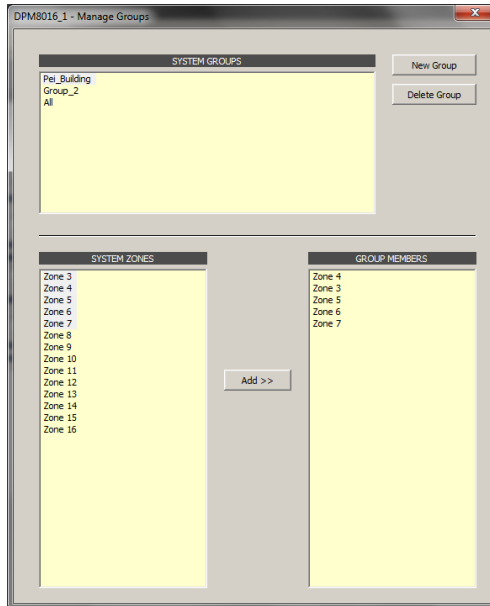 DPM8016_1 - Manage Groups
SYSTEM GROUPS
New Group
Pei_Building
Group_2
All
Delete Group
SYSTEM ZONES
Zone 3
Zone 4
Zone 5
Zone 6
Zone 7
Zone 8
Zone 9
Zone 10
Zone 11
Zone 12
Zone 13
Zone 14
Zone 15
Zone 16
Add >>
GROUP MEMBERS
Zone 4
Zone 3
Zone 5
Zone 6
Zone 7